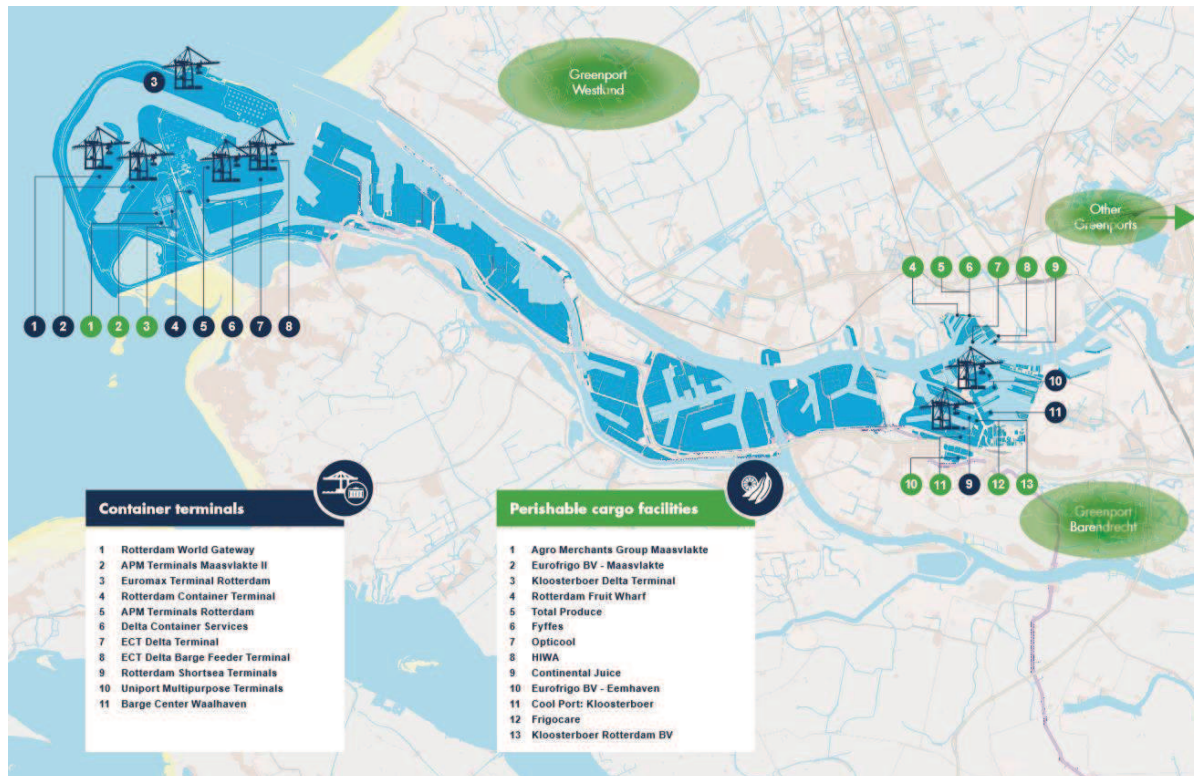 3
Greenport
Westland
Other
Greenports
4 5 6 7 8 9
1 2 1 2 3 4 5 6 7 8
10
11
10 11 9 12 13
Greenport
Barendrecht
Container terminals
1 Rotterdam World Gateway
2 APM Terminals Maasvlakte II
3 Euromax Terminal Rotterdam
4 Rotterdam Container Terminal
5 APM Terminals Rotterdam
6 Delta Container Services
7 ECT Delta Terminal
8 ECT Delta Barge Feeder Terminal
9 Rotterdam Shortsea Terminals
10 Uniport Multipurpose Terminals
11 Barge Center Waalhaven
Perishable cargo facilities
1 Agro Merchants Group Maasvlakte
2 Eurofrigo BV - Maasvlakte
3 Kloosterboer Delta Terminal
4 Rotterdam Fruit Wharf
5 Total Produce
6 Fyffes
7 Opticool
8 HIWA
9 Continental Juice
10 Eurofrigo BV - Eemhaven
11 Cool Port: Kloosterboer
12 Frigocare
13 Kloosterboer Rotterdam BV